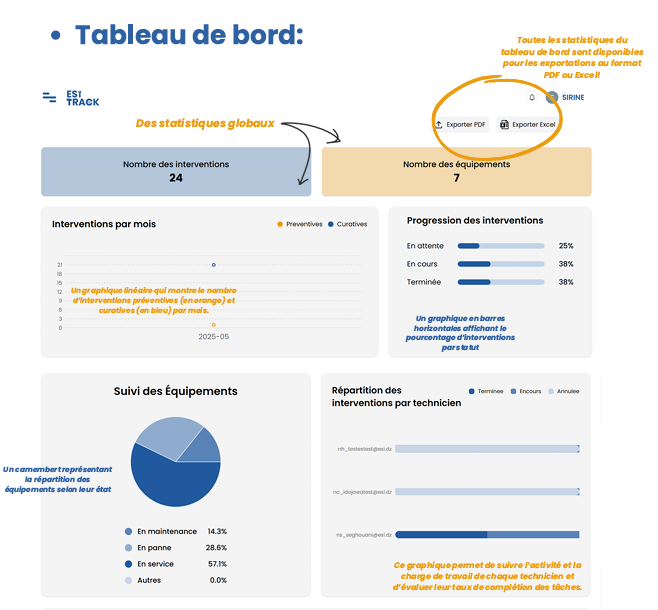 • Tableau de bord:
Toutes les statistiques du
tableau de bord sont disponibles
pour les exportations au format
PDF ou Excel!
ESI
TRACK
SIRINE
Des statistiques globaux
Exporter PDF
Exporter Excel
Nombre des interventions
24
Nombre des équipements
7
Interventions par mois
Preventives
Curatives
21
18
15
12
9
6
3
0
2025-05
Un graphique linéaire qui montre le nombre
d'interventions préventives (en orange) et
curatives (en bleu) par mois.
Progression des interventions
En attente 25%
En cours 38%
Terminée 38%
Un graphique en barres
horizontales affichant le
pourcentage d'interventions
par statut
Suivi des Équipements
Un camembert représentant
la répartition des
équipements selon leur état
En maintenance 14.3%
En panne 28.6%
En service 57.1%
Autres 0.0%
Répartition des
interventions par technicien
Terminee
Encours
Annulee
nh_testestest@esi.dz
nc_idojawotest@esi.dz
ns_seghouani@esi.dz
Ce graphique permet de suivre l'activité et la
charge de travail de chaque technicien et
d'évaluer leur taux de complétion des tâches.